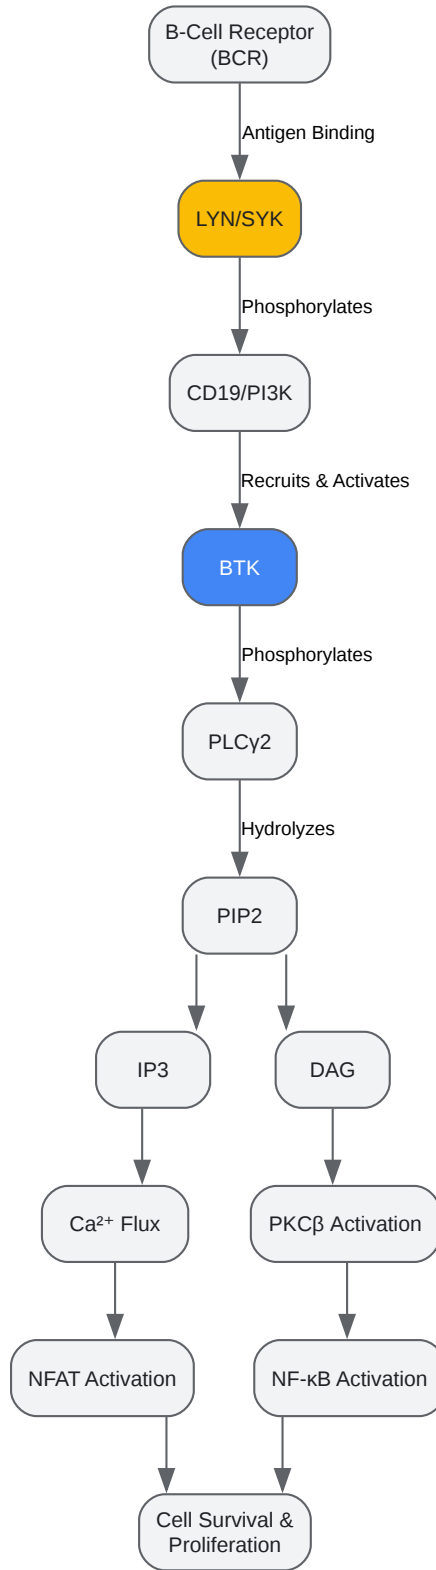 B-Cell Receptor
(BCR)
Antigen Binding
LYN/SYK
Phosphorylates
CD19/PI3K
Recruits & Activates
BTK
Phosphorylates
PLCγ2
Hydrolyzes
PIP2
IP3
DAG
Ca²⁺ Flux
PKCβ Activation
NFAT Activation
NF-κB Activation
Cell Survival &
Proliferation